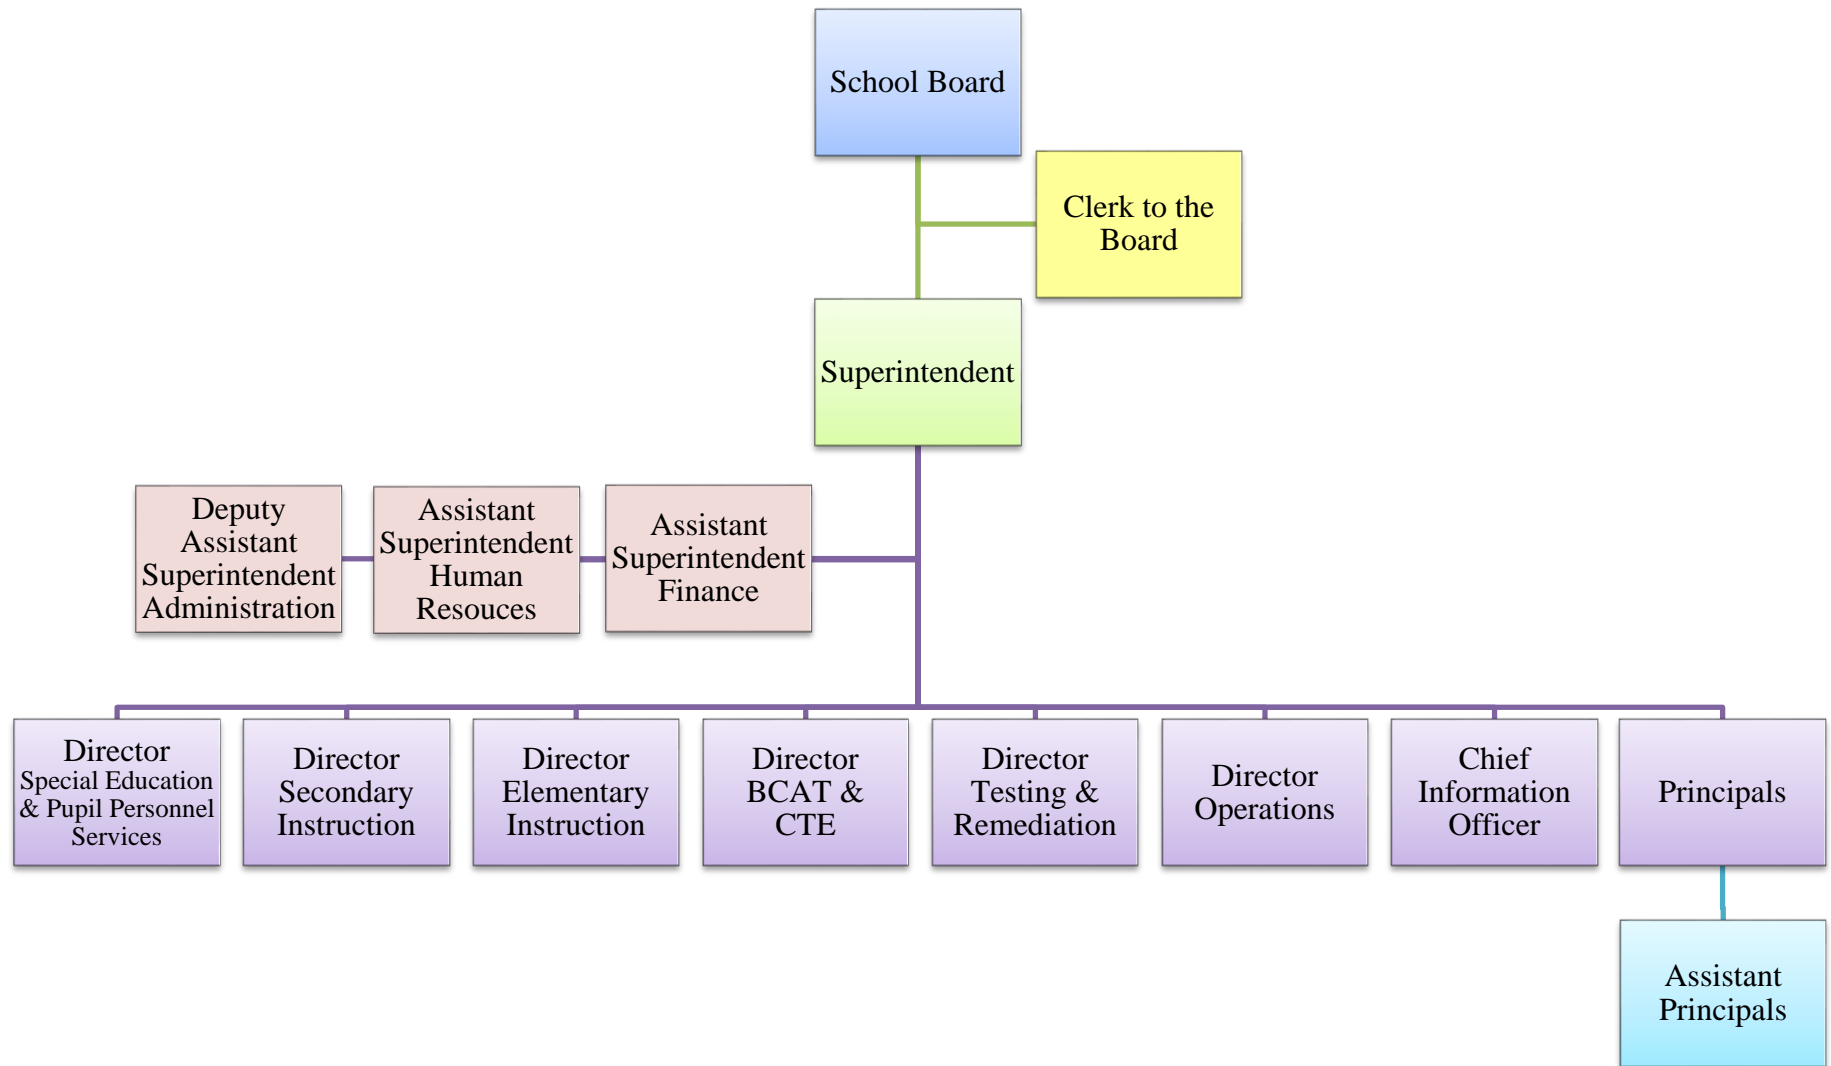 School Board
Clerk to the
Board
Superintendent
Deputy
Assistant
Superintendent
Administration
Assistant
Superintendent
Human
Resouces
Assistant
Superintendent
Finance
Director
Special Education
& Pupil Personnel
Services
Director
Secondary
Instruction
Director
Elementary
Instruction
Director
BCAT &
CTE
Director
Testing &
Remediation
Director
Operations
Chief
Information
Officer
Principals
Assistant
Principals